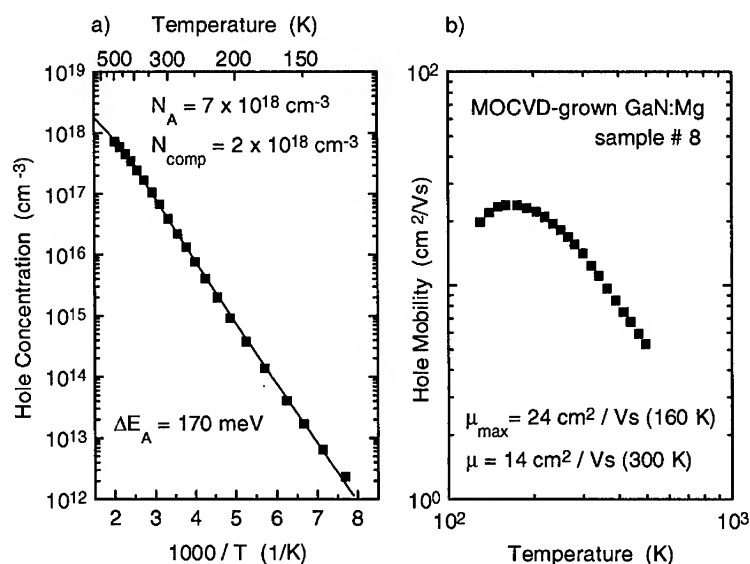 a)
Temperature (K)
500 300 200 150
10^19
10^18
10^17
10^16
10^15
10^14
10^13
10^12
Hole Concentration (cm^-3)
N_A = 7 x 10^18 cm^-3
N_comp = 2 x 10^18 cm^-3
ΔE_A = 170 meV
2 3 4 5 6 7 8
1000 / T (1/K)
b)
10^2
10^1
10^0
Hole Mobility (cm^2/Vs)
MOCVD-grown GaN:Mg
sample # 8
μ_max = 24 cm^2 / Vs (160 K)
μ = 14 cm^2 / Vs (300 K)
10^2 10^3
Temperature (K)